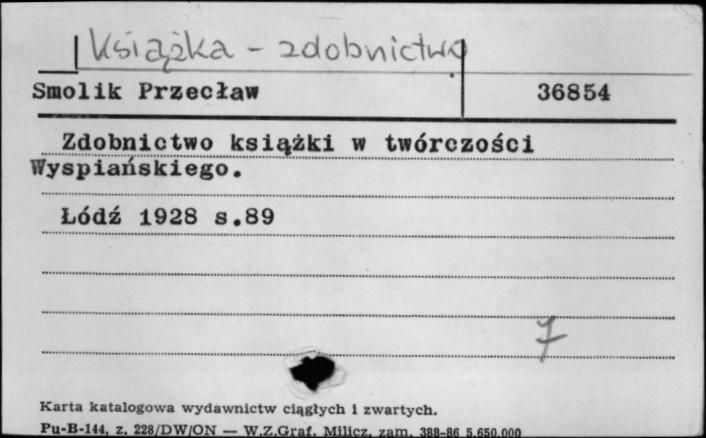 Książka - zdobnictwo
Smolik Przecław 36854
Zdobnictwo książki w twórczości
Wyspiańskiego.
Łódź 1928 s.89
7
Karta katalogowa wydawnictw ciągłych i zwartych.
Pu-B-144, z. 228/DW/ON — W.Z.Graf. Milicz, zam. 388-86 5.650.000